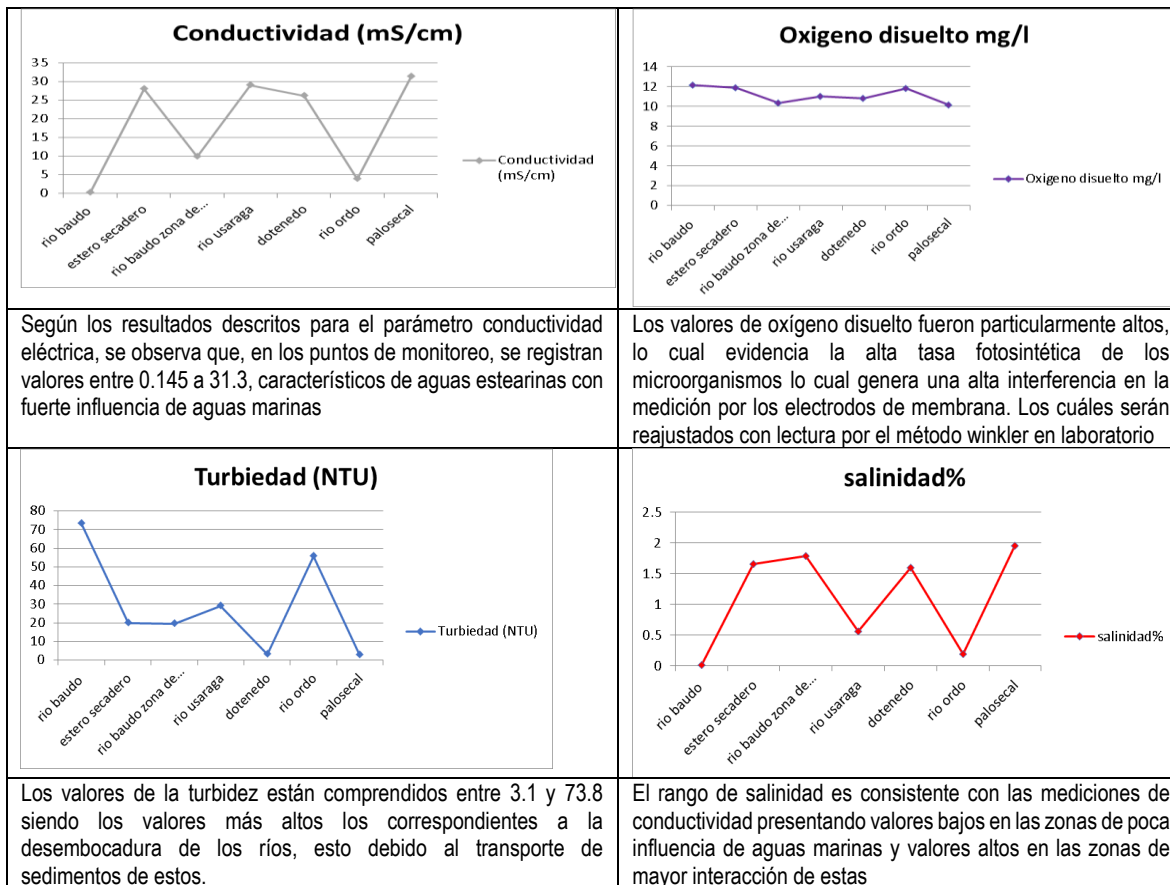 Conductividad (mS/cm)
35
30
25
20
15
10
5
0
rio baudo
estero secadero
rio baudo zona de...
rio usaraga
dotenedo
rio ordo
palosecal
Conductividad
(mS/cm)
Oxigeno disuelto mg/l
14
12
10
8
6
4
2
0
rio baudo
estero secadero
rio baudo zona de...
rio usaraga
dotenedo
rio ordo
palosecal
Oxigeno disuelto mg/l
Según los resultados descritos para el parámetro conductividad
eléctrica, se observa que, en los puntos de monitoreo, se registran
valores entre 0.145 a 31.3, característicos de aguas estearinas con
fuerte influencia de aguas marinas
Los valores de oxígeno disuelto fueron particularmente altos,
lo cual evidencia la alta tasa fotosintética de los
microorganismos lo cual genera una alta interferencia en la
medición por los electrodos de membrana. Los cuáles serán
reajustados con lectura por el método winkler en laboratorio
Turbiedad (NTU)
80
70
60
50
40
30
20
10
0
rio baudo
estero secadero
rio baudo zona de...
rio usaraga
dotenedo
rio ordo
palosecal
Turbiedad (NTU)
salinidad%
2.5
2
1.5
1
0.5
0
rio baudo
estero secadero
rio baudo zona de...
rio usaraga
dotenedo
rio ordo
palosecal
salinidad%
Los valores de la turbidez están comprendidos entre 3.1 y 73.8
siendo los valores más altos los correspondientes a la
desembocadura de los ríos, esto debido al transporte de
sedimentos de estos.
El rango de salinidad es consistente con las mediciones de
conductividad presentando valores bajos en las zonas de poca
influencia de aguas marinas y valores altos en las zonas de
mayor interacción de estas